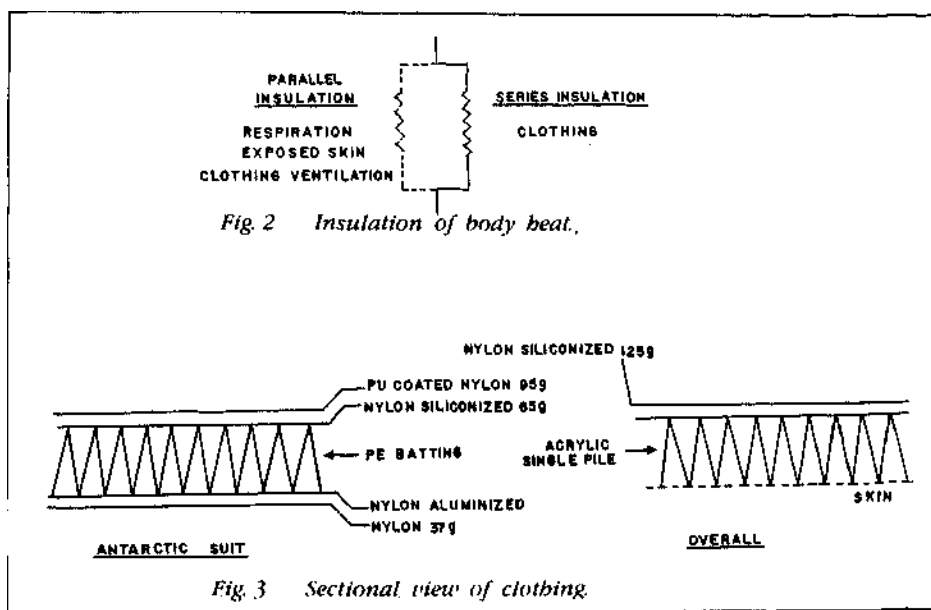 PARALLEL
INSULATION
RESPIRATION
EXPOSED SKIN
CLOTHING VENTILATION
SERIES INSULATION
CLOTHING
Fig. 2 Insulation of body heat.
NYLON SILICONIZED 125g
PU COATED NYLON 95g
NYLON SILICONIZED 65g
PE BATTING
NYLON ALUMINIZED
NYLON 37g
ANTARCTIC SUIT
ACRYLIC
SINGLE PILE
SKIN
OVERALL
Fig. 3 Sectional view of clothing.